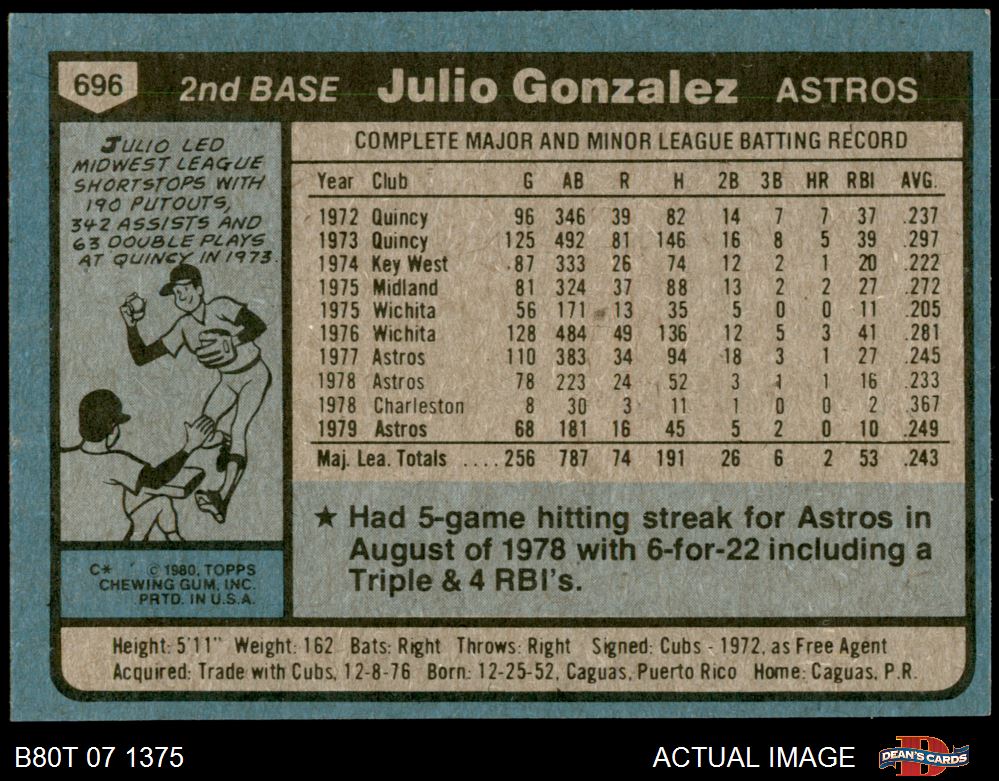 696 2nd BASE Julio Gonzalez ASTROS
JULIO LED
MIDWEST LEAGUE
SHORTSTOPS WITH
190 PUTOUTS,
342 ASSISTS AND
63 DOUBLE PLAYS
AT QUINCY IN 1973.
COMPLETE MAJOR AND MINOR LEAGUE BATTING RECORD
Year Club G AB R H 2B 3B HR RBI AVG.
1972 Quincy 96 346 39 82 14 7 7 37 .237
1973 Quincy 125 492 81 146 16 8 5 39 .297
1974 Key West 87 333 26 74 12 2 1 20 .222
1975 Midland 81 324 37 88 13 2 2 27 .272
1975 Wichita 56 171 13 35 5 0 0 11 .205
1976 Wichita 128 484 49 136 12 5 3 41 .281
1977 Astros 110 383 34 94 18 3 1 27 .245
1978 Astros 78 223 24 52 3 1 1 16 .233
1978 Charleston 8 30 3 11 1 0 0 2 .367
1979 Astros 68 181 16 45 5 2 0 10 .249
Maj. Lea. Totals ....256 787 74 191 26 6 2 53 .243
★ Had 5-game hitting streak for Astros in
August of 1978 with 6-for-22 including a
Triple & 4 RBI's.
C* © 1980, TOPPS
CHEWING GUM, INC.
PRTD. IN U.S.A.
Height: 5'11" Weight: 162 Bats: Right Throws: Right Signed: Cubs - 1972, as Free Agent
Acquired: Trade with Cubs, 12-8-76 Born: 12-25-52, Caguas, Puerto Rico Home: Caguas, P.R.
B80T 07 1375 ACTUAL IMAGE DEAN'S CARDS